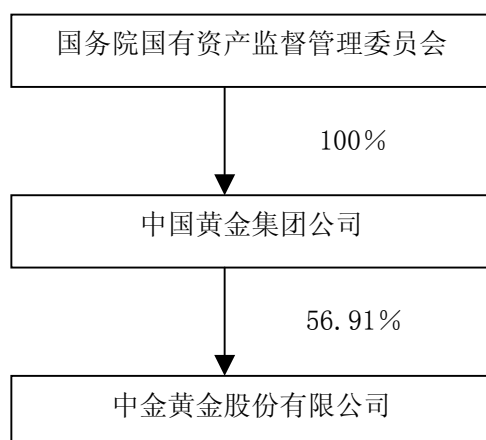 国务院国有资产监督管理委员会
100%
中国黄金集团公司
56.91%
中金黄金股份有限公司